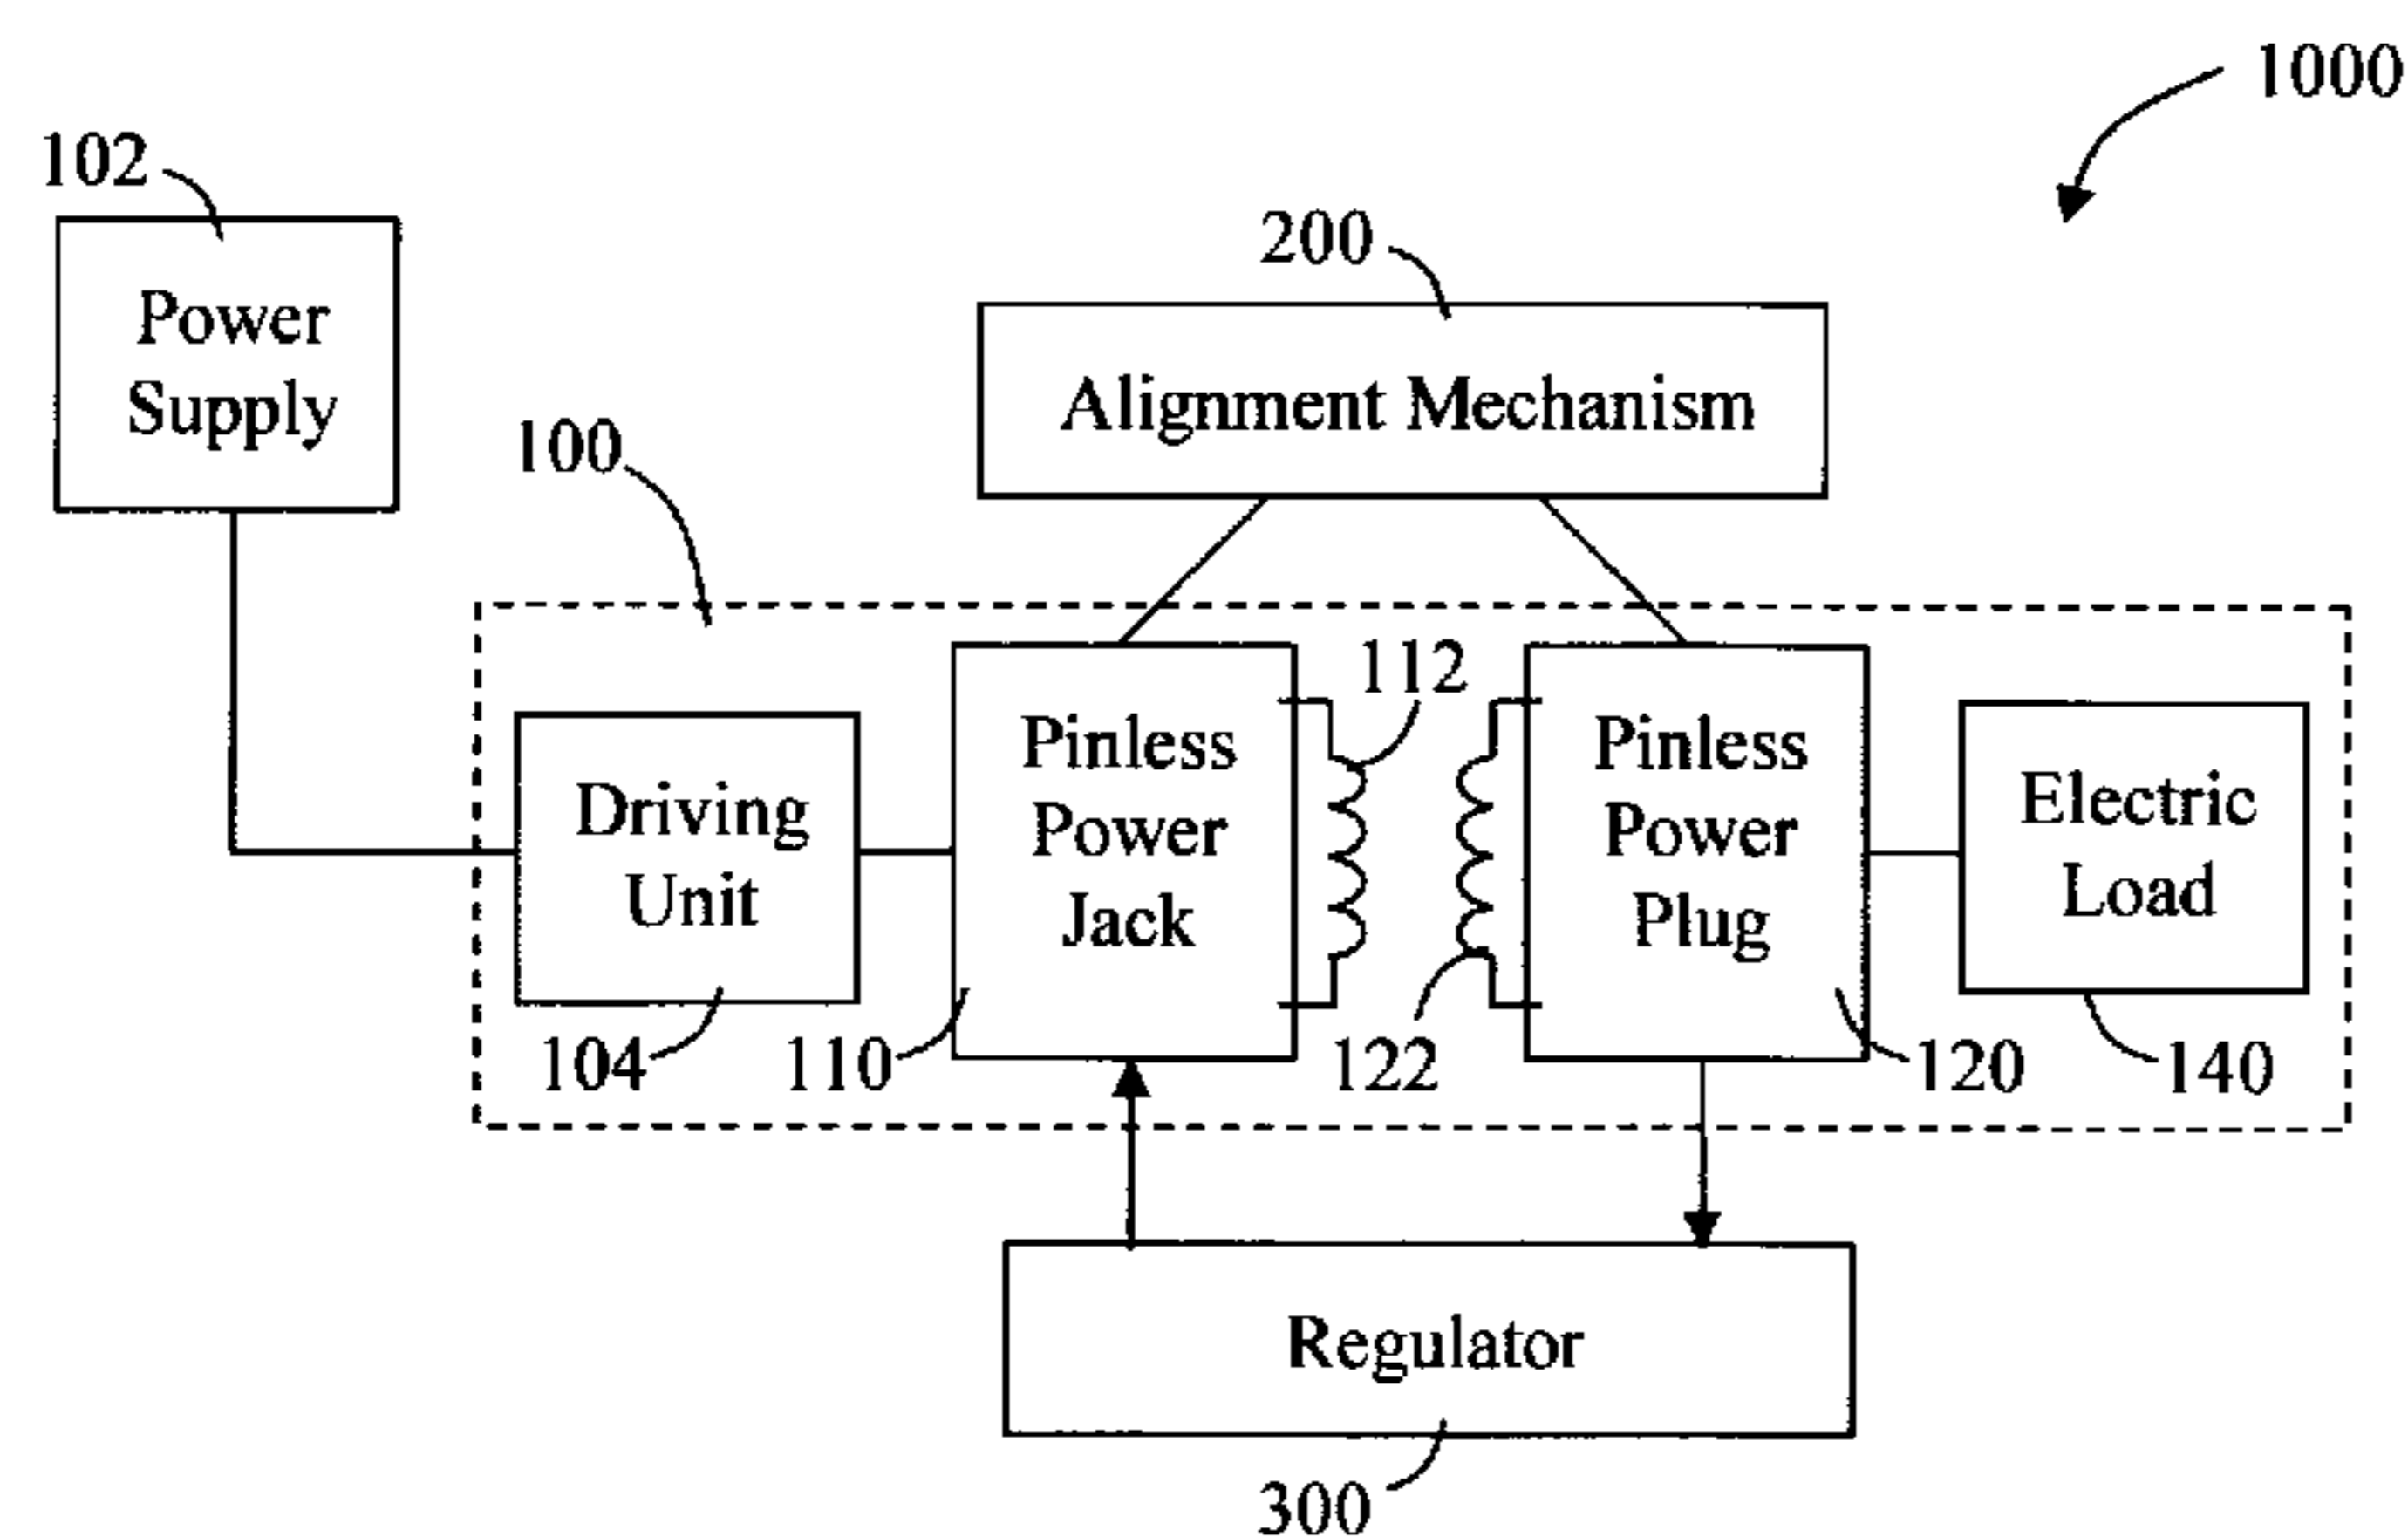 1000
102
Power
Supply
200
Alignment Mechanism
100
112
Pinless
Power
Jack
Pinless
Power
Plug
Driving
Unit
Electric
Load
104
110
122
120
140
Regulator
300